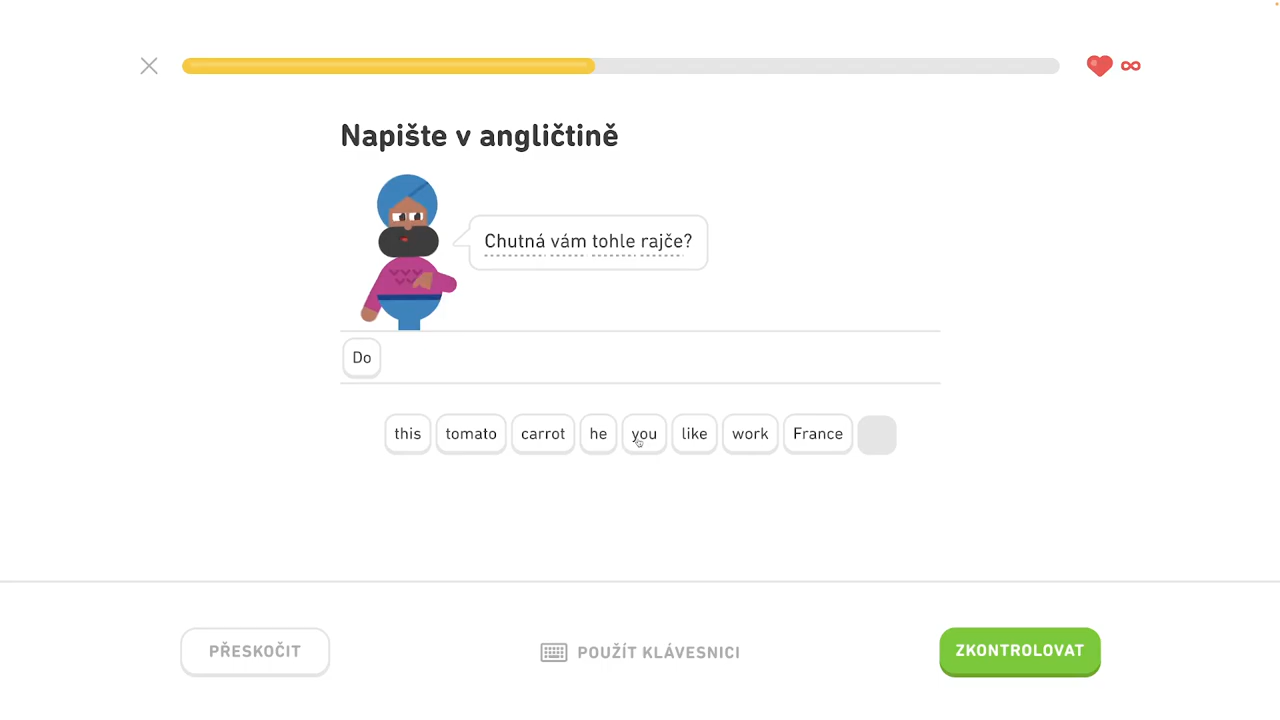 ∞
Napište v angličtině
Chutná vám tohle rajče?
Do
this tomato carrot he you like work France
PŘESKOČIT POUŽÍT KLÁVESNICI ZKONTROLOVAT